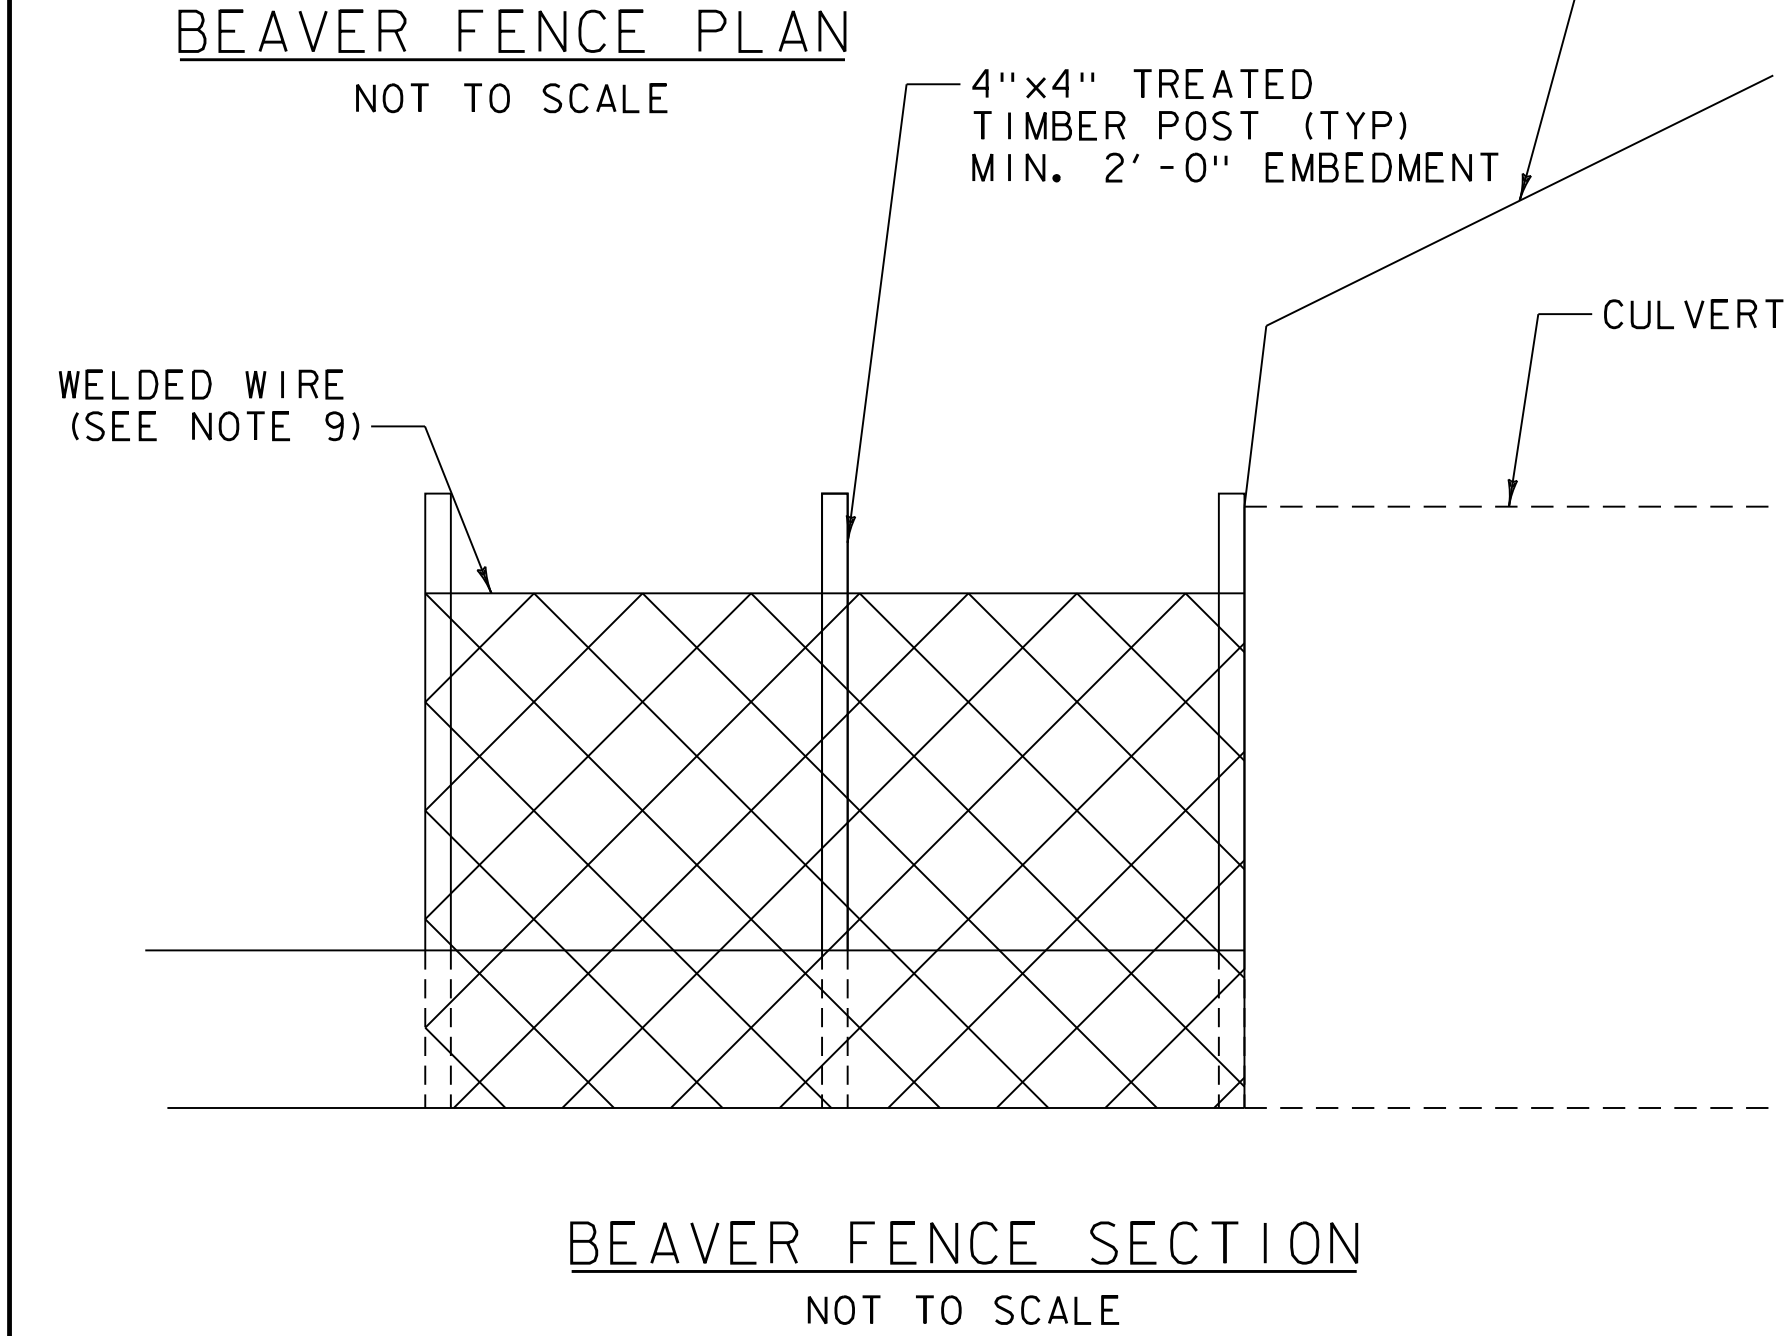 BEAVER FENCE PLAN
NOT TO SCALE
4"x4" TREATED
TIMBER POST (TYP)
MIN. 2'-0" EMBEDMENT
CULVERT
WELDED WIRE
(SEE NOTE 9)
BEAVER FENCE SECTION
NOT TO SCALE